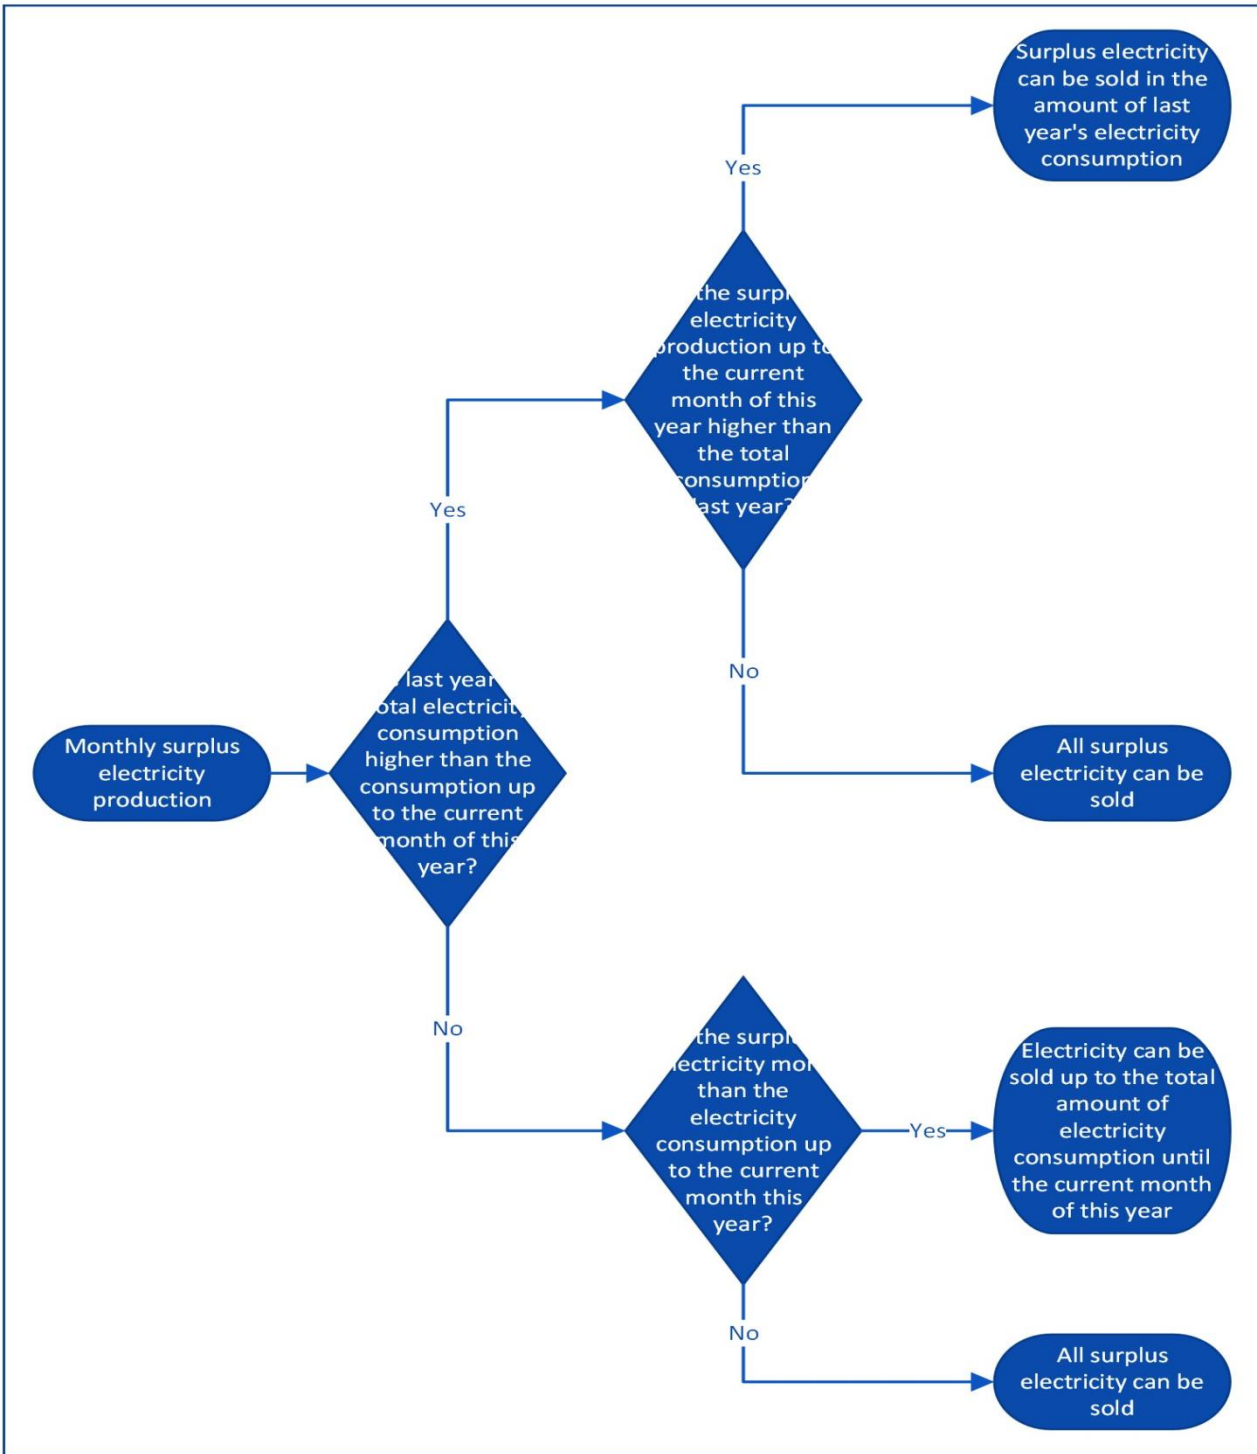 Surplus electricity
can be sold in the
amount of last
year's electricity
consumption
Yes
the surpl
electricity
production up to
the current
month of this
year higher than
the total
consumption
last year?
Yes
No
last year
total electricity
consumption
higher than the
consumption up
to the current
month of this
year?
Monthly surplus
electricity
production
All surplus
electricity can be
sold
No
the surpl
lectricity mor
than the
electricity
consumption up
to the current
month this
year?
Yes
Electricity can be
sold up to the total
amount of
electricity
consumption until
the current month
of this year
No
All surplus
electricity can be
sold